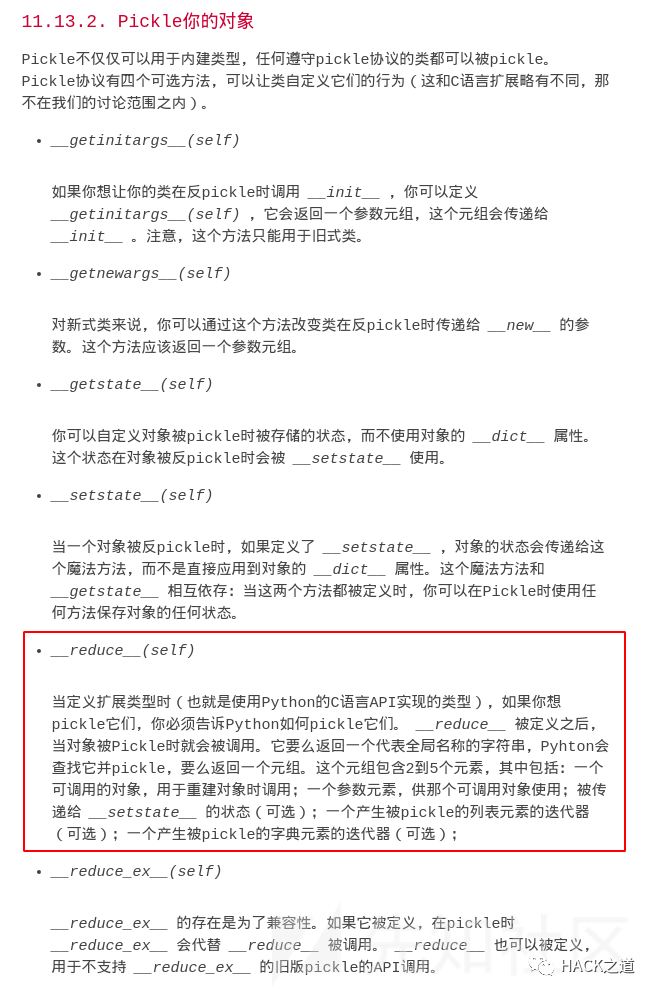 11.13.2. Pickle你的对象
Pickle不仅仅可以用于内建类型，任何遵守pickle协议的类都可以被pickle。
Pickle协议有四个可选方法，可以让类自定义它们的行为（这和C语言扩展略有不同，那
不在我们的讨论范围之内）。
• __getinitargs__(self)
如果你想让你的类在反pickle时调用 __init__ ，你可以定义
__getinitargs__(self) ，它会返回一个参数元组，这个元组会传递给
__init__ 。注意，这个方法只能用于旧式类。
• __getnewargs__(self)
对新式类来说，你可以通过这个方法改变类在反pickle时传递给 __new__ 的参
数。这个方法应该返回一个参数元组。
• __getstate__(self)
你可以自定义对象被pickle时被存储的状态，而不使用对象的 __dict__ 属性。
这个状态在对象被反pickle时会被 __setstate__ 使用。
• __setstate__(self)
当一个对象被反pickle时，如果定义了 __setstate__ ，对象的状态会传递给这
个魔法方法，而不是直接应用到对象的 __dict__ 属性。这个魔法方法和
__getstate__ 相互依存：当这两个方法都被定义时，你可以在Pickle时使用任
何方法保存对象的任何状态。
• __reduce__(self)
当定义扩展类型时（也就是使用Python的C语言API实现的类型），如果你想
pickle它们，你必须告诉Python如何pickle它们。 __reduce__ 被定义之后，
当对象被Pickle时就会被调用。它要么返回一个代表全局名称的字符串，Pyhton会
查找它并pickle，要么返回一个元组。这个元组包含2到5个元素，其中包括：一个
可调用的对象，用于重建对象时调用；一个参数元素，供那个可调用对象使用；被传
递给 __setstate__ 的状态（可选）；一个产生被pickle的列表元素的迭代器
（可选）；一个产生被pickle的字典元素的迭代器（可选）；
• __reduce_ex__(self)
__reduce_ex__ 的存在是为了兼容性。如果它被定义，在pickle时
__reduce_ex__ 会代替 __reduce__ 被调用。 __reduce__ 也可以被定义，
用于不支持 __reduce_ex__ 的旧版pickle的API调用。
先知社区
HACK之道